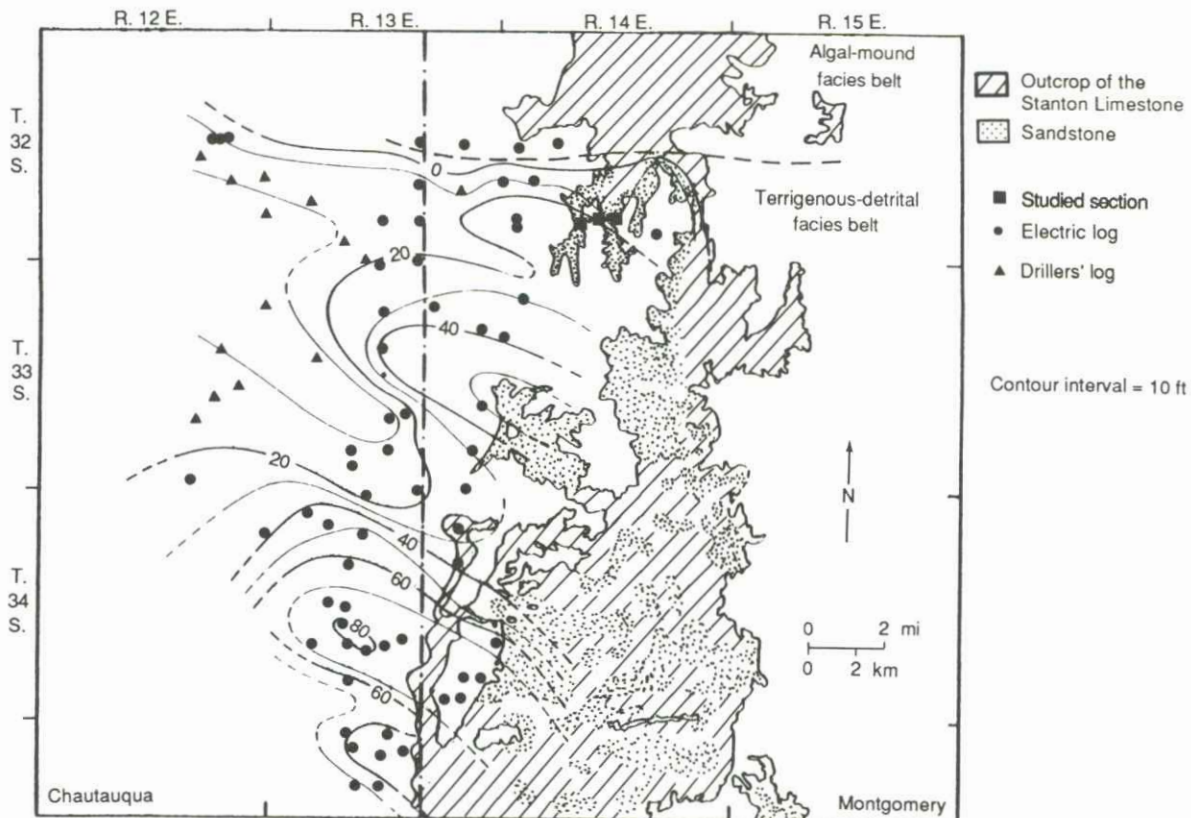 R. 12 E. R. 13 E. R. 14 E. R. 15 E.
Algal-mound
facies belt
Outcrop of the
Stanton Limestone
Sandstone
T.
32
S.
0
Terrigenous-detrital
facies belt
Studied section
Electric log
Drillers' log
20
40
T.
33
S.
Contour interval = 10 ft
20
N
40
60
T.
34
S.
80
0 2 mi
0 2 km
60
Chautauqua
Montgomery